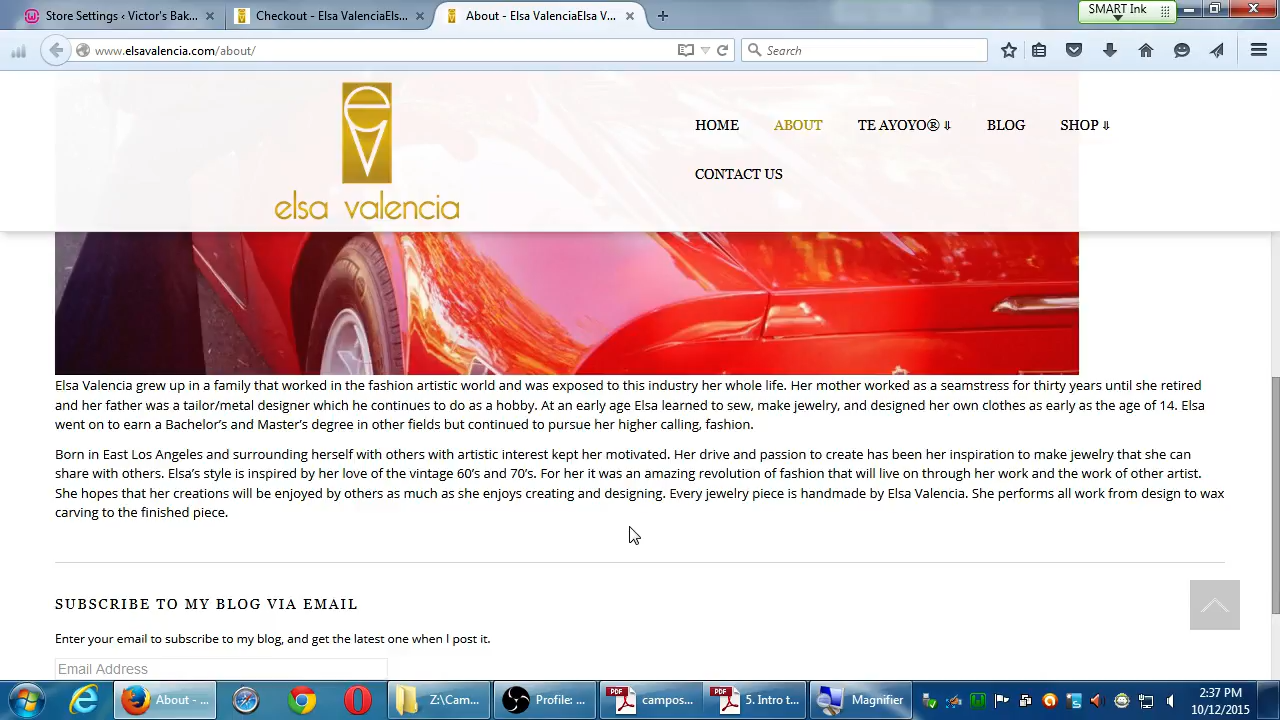 Store Settings ‹ Victor's Bak...
Checkout - Elsa ValenciaEls...
About - Elsa ValenciaElsa V...
SMART Ink
www.elsavalencia.com/about/
Search
HOME
ABOUT
TE AYOYO® ⇓
BLOG
SHOP ⇓
CONTACT US
elsa valencia
Elsa Valencia grew up in a family that worked in the fashion artistic world and was exposed to this industry her whole life. Her mother worked as a seamstress for thirty years until she retired
and her father was a tailor/metal designer which he continues to do as a hobby. At an early age Elsa learned to sew, make jewelry, and designed her own clothes as early as the age of 14. Elsa
went on to earn a Bachelor's and Master's degree in other fields but continued to pursue her higher calling, fashion.
Born in East Los Angeles and surrounding herself with others with artistic interest kept her motivated. Her drive and passion to create has been her inspiration to make jewelry that she can
share with others. Elsa's style is inspired by her love of the vintage 60's and 70's. For her it was an amazing revolution of fashion that will live on through her work and the work of other artist.
She hopes that her creations will be enjoyed by others as much as she enjoys creating and designing. Every jewelry piece is handmade by Elsa Valencia. She performs all work from design to wax
carving to the finished piece.
SUBSCRIBE TO MY BLOG VIA EMAIL
Enter your email to subscribe to my blog, and get the latest one when I post it.
Email Address
About - ...
Z:\Cam...
Profile: ...
PDF
campos...
PDF
5. Intro t...
Magnifier
2:37 PM
10/12/2015